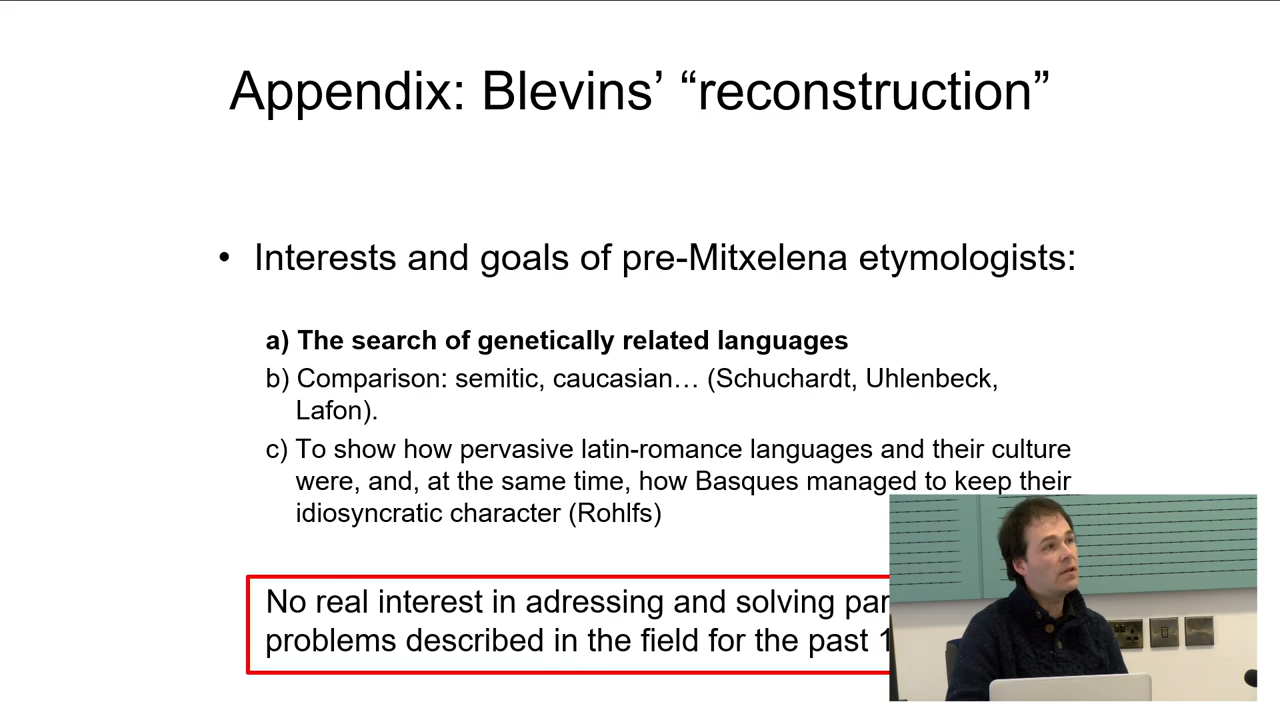 Appendix: Blevins’ “reconstruction”
• Interests and goals of pre-Mitxelena etymologists:
a) The search of genetically related languages
b) Comparison: semitic, caucasian… (Schuchardt, Uhlenbeck,
Lafon).
c) To show how pervasive latin-romance languages and their culture
were, and, at the same time, how Basques managed to keep their
idiosyncratic character (Rohlfs)
No real interest in adressing and solving
problems described in the field for the past